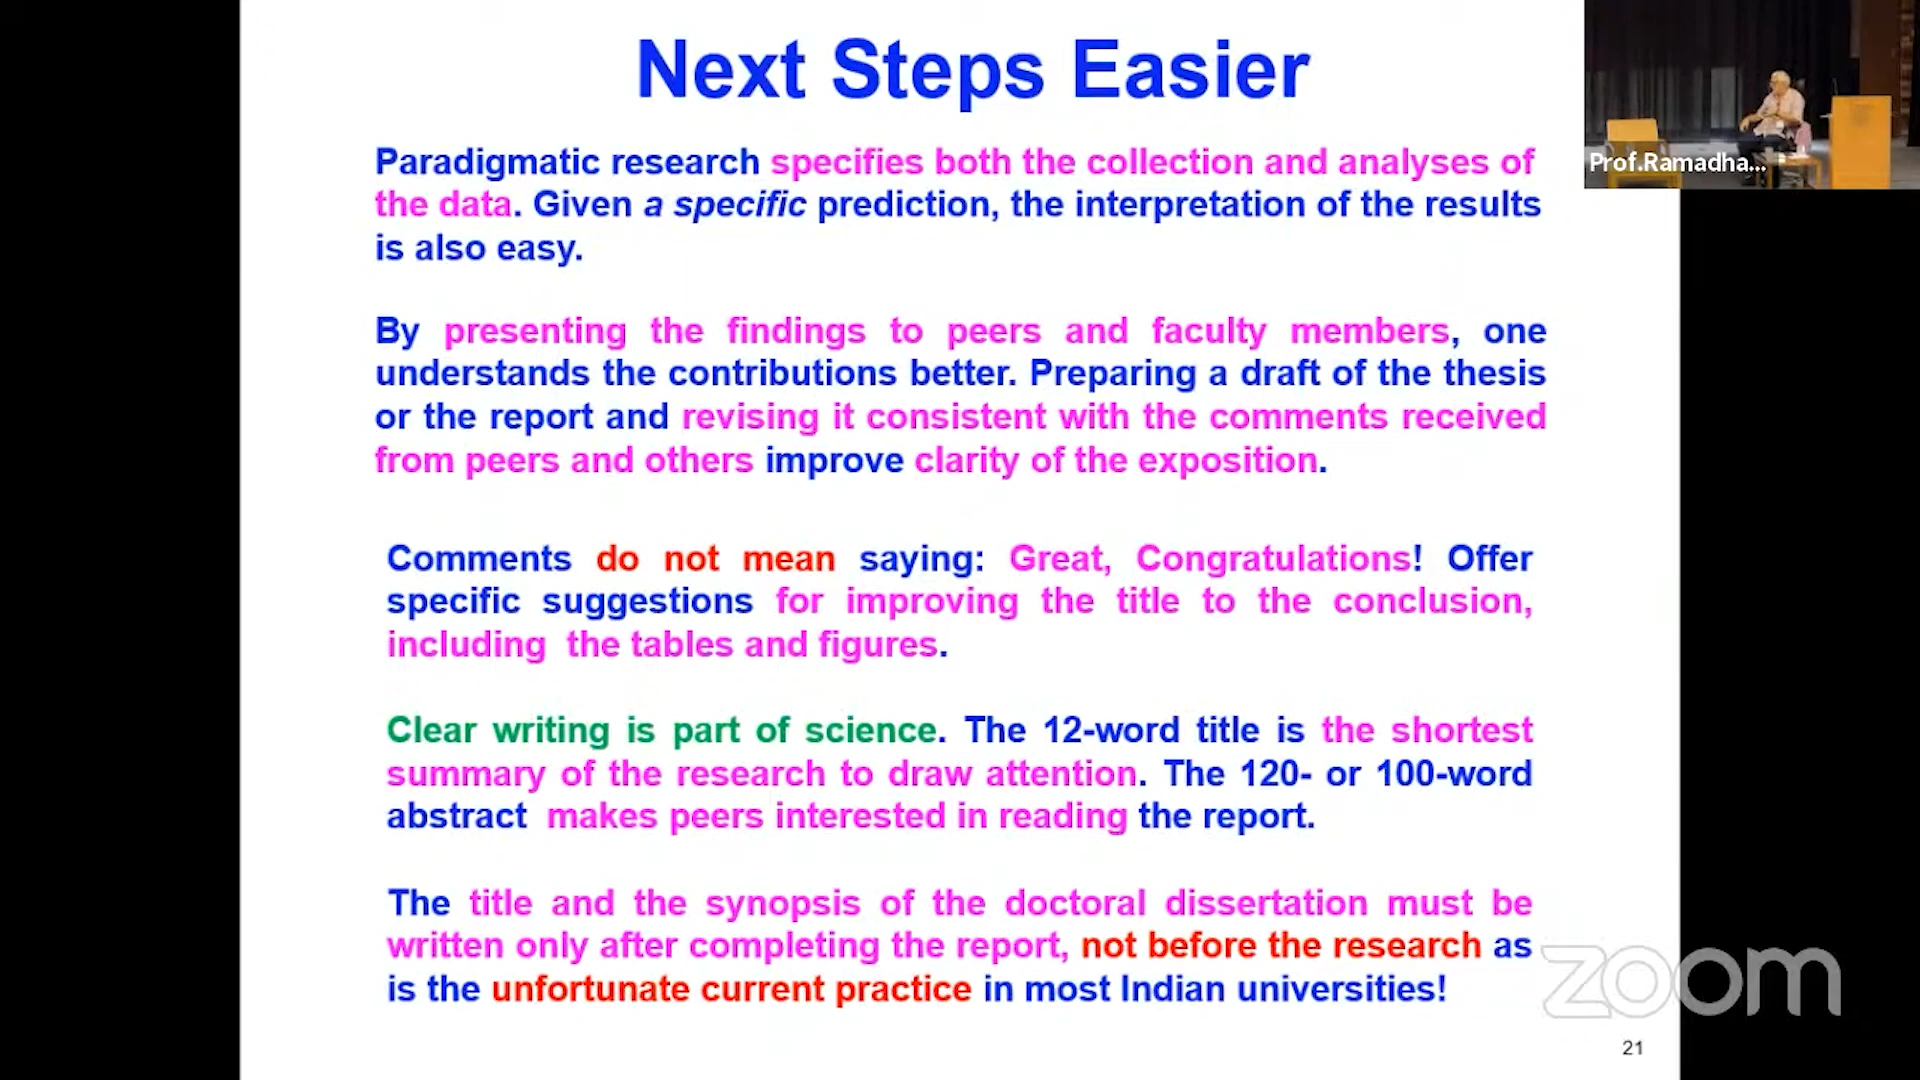 Next Steps Easier
Prof.Ramadha...
Paradigmatic research specifies both the collection and analyses of
the data. Given a specific prediction, the interpretation of the results
is also easy.
By presenting the findings to peers and faculty members, one
understands the contributions better. Preparing a draft of the thesis
or the report and revising it consistent with the comments received
from peers and others improve clarity of the exposition.
Comments do not mean saying: Great, Congratulations! Offer
specific suggestions for improving the title to the conclusion,
including the tables and figures.
Clear writing is part of science. The 12-word title is the shortest
summary of the research to draw attention. The 120- or 100-word
abstract makes peers interested in reading the report.
The title and the synopsis of the doctoral dissertation must be
written only after completing the report, not before the research as
is the unfortunate current practice in most Indian universities!
zoom
21